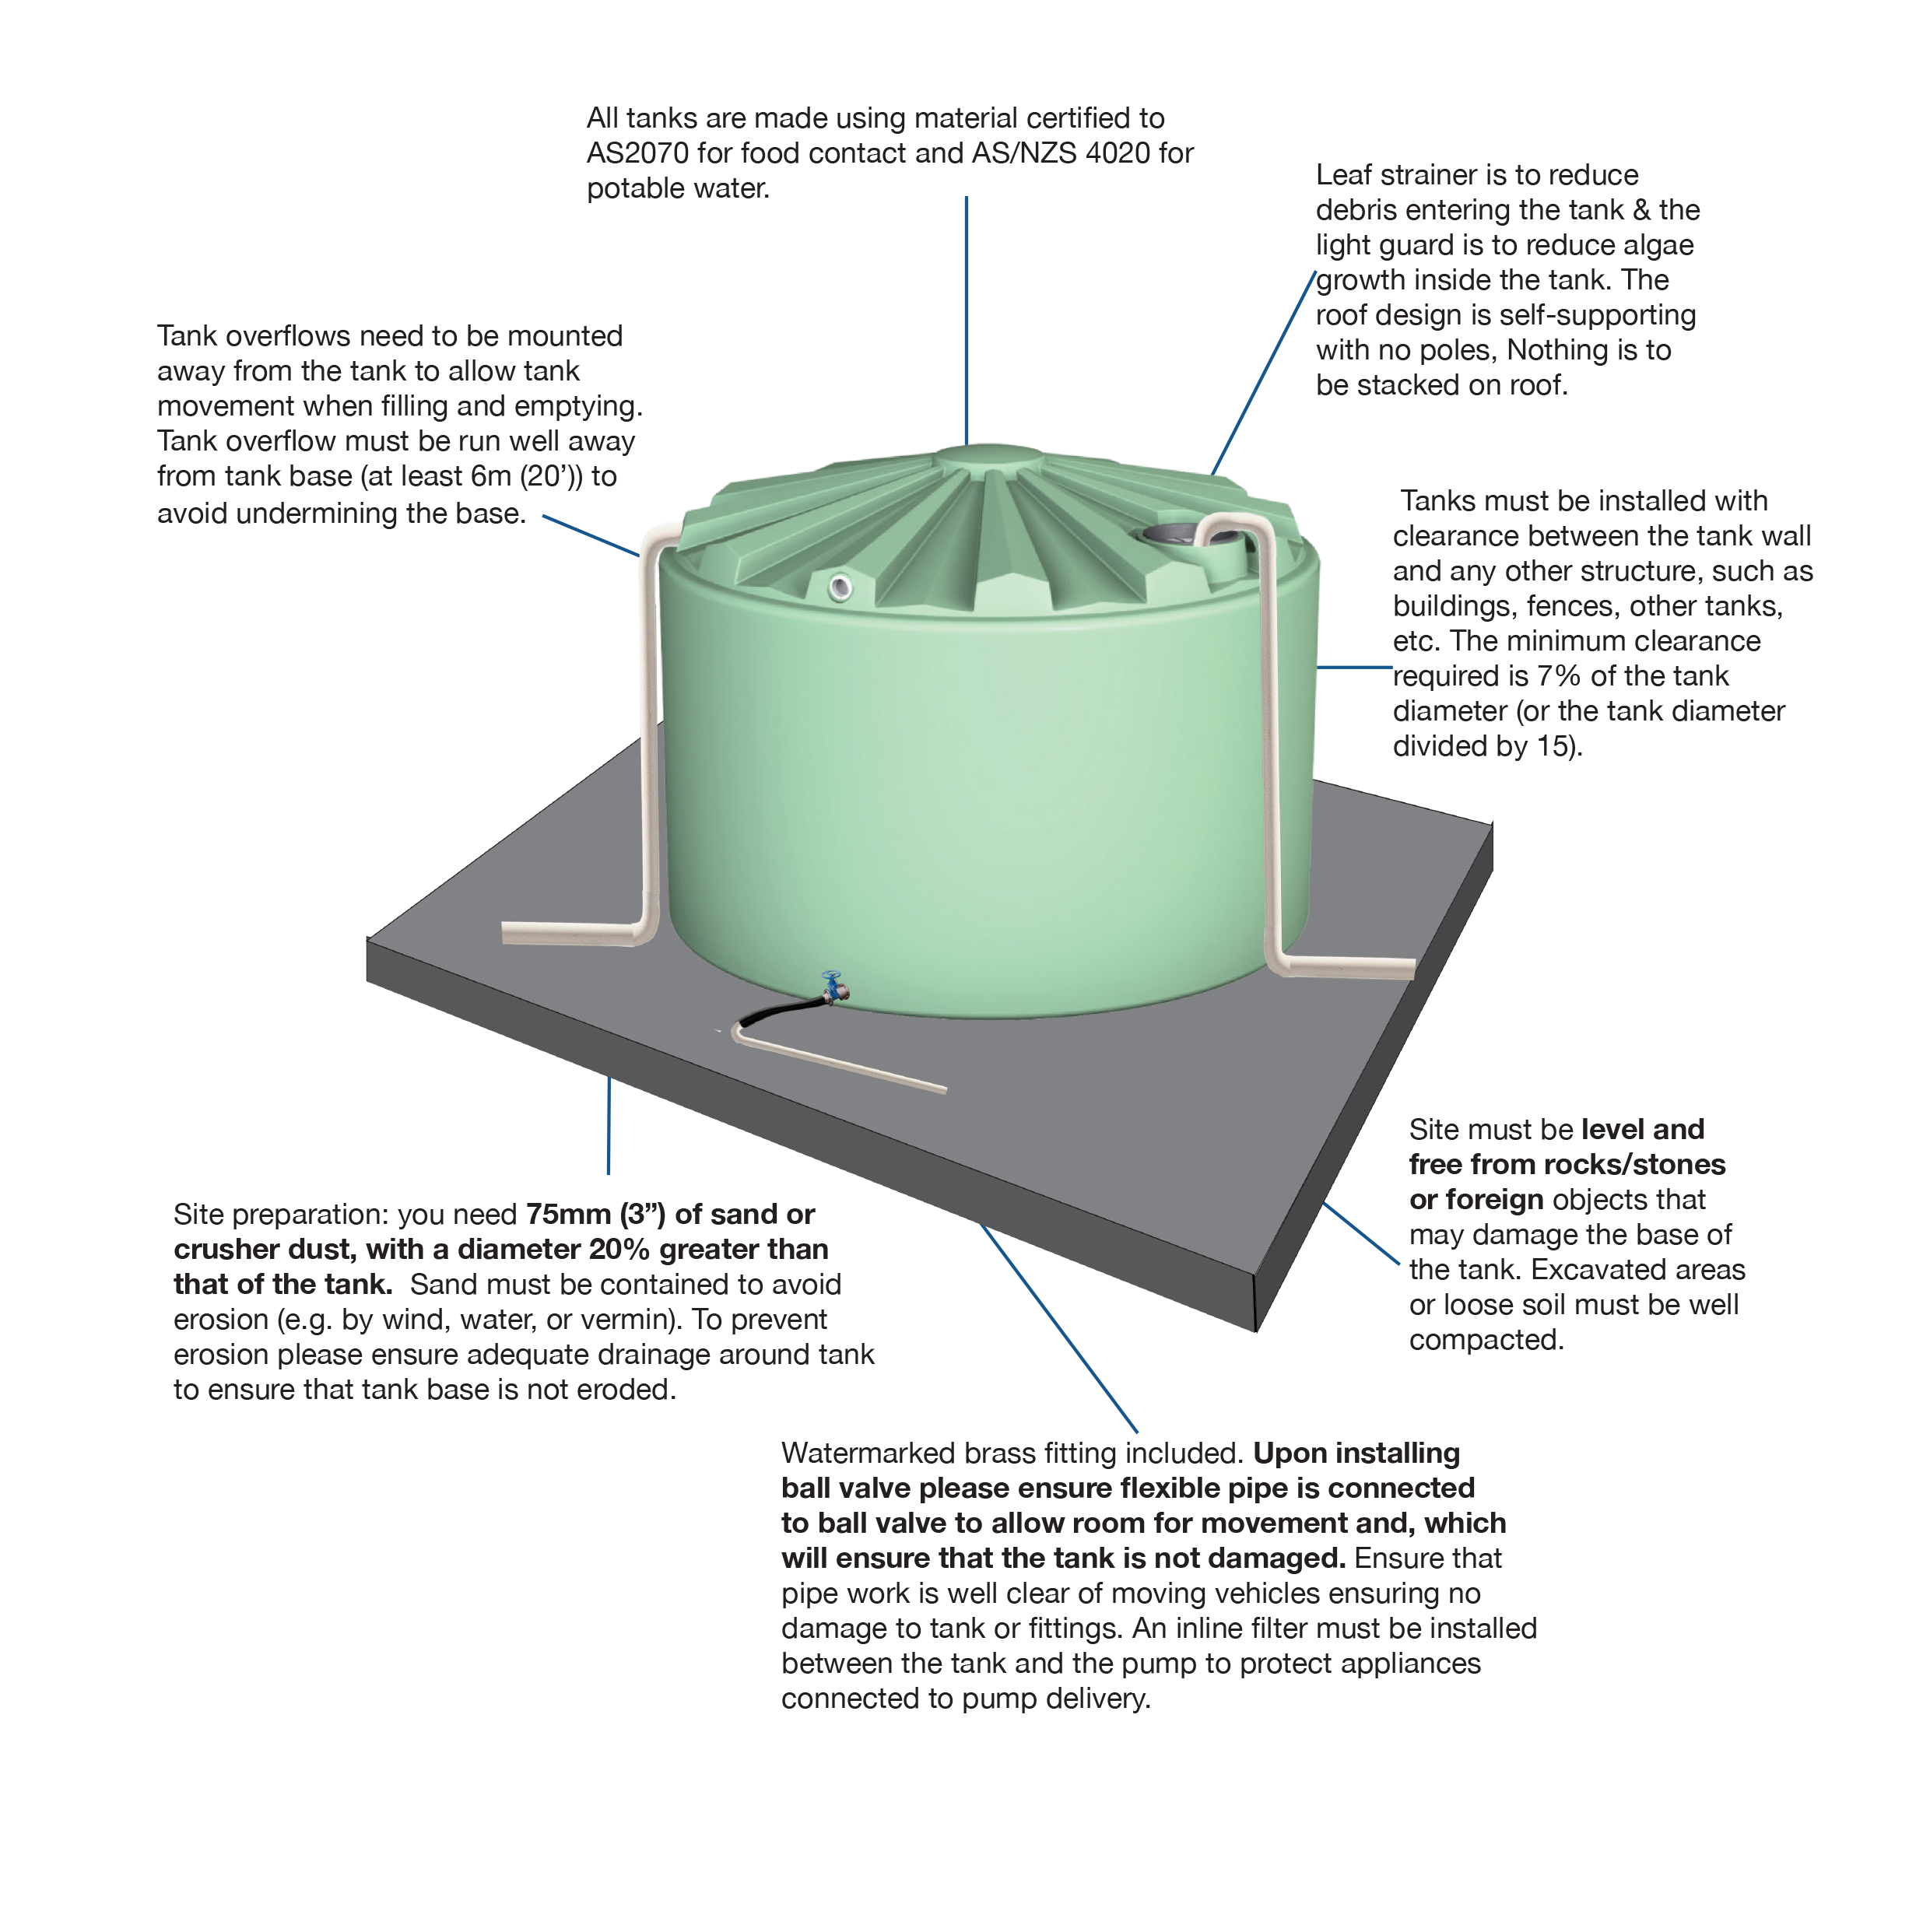 All tanks are made using material certified to
AS2070 for food contact and AS/NZS 4020 for
potable water.
Leaf strainer is to reduce
debris entering the tank & the
light guard is to reduce algae
growth inside the tank. The
roof design is self-supporting
with no poles, Nothing is to
be stacked on roof.
Tank overflows need to be mounted
away from the tank to allow tank
movement when filling and emptying.
Tank overflow must be run well away
from tank base (at least 6m (20’)) to
avoid undermining the base.
Tanks must be installed with
clearance between the tank wall
and any other structure, such as
buildings, fences, other tanks,
etc. The minimum clearance
required is 7% of the tank
diameter (or the tank diameter
divided by 15).
Site must be level and
free from rocks/stones
or foreign objects that
may damage the base of
the tank. Excavated areas
or loose soil must be well
compacted.
Site preparation: you need 75mm (3”) of sand or
crusher dust, with a diameter 20% greater than
that of the tank.  Sand must be contained to avoid
erosion (e.g. by wind, water, or vermin). To prevent
erosion please ensure adequate drainage around tank
to ensure that tank base is not eroded.
Watermarked brass fitting included. Upon installing
ball valve please ensure flexible pipe is connected
to ball valve to allow room for movement and, which
will ensure that the tank is not damaged. Ensure that
pipe work is well clear of moving vehicles ensuring no
damage to tank or fittings. An inline filter must be installed
between the tank and the pump to protect appliances
connected to pump delivery.